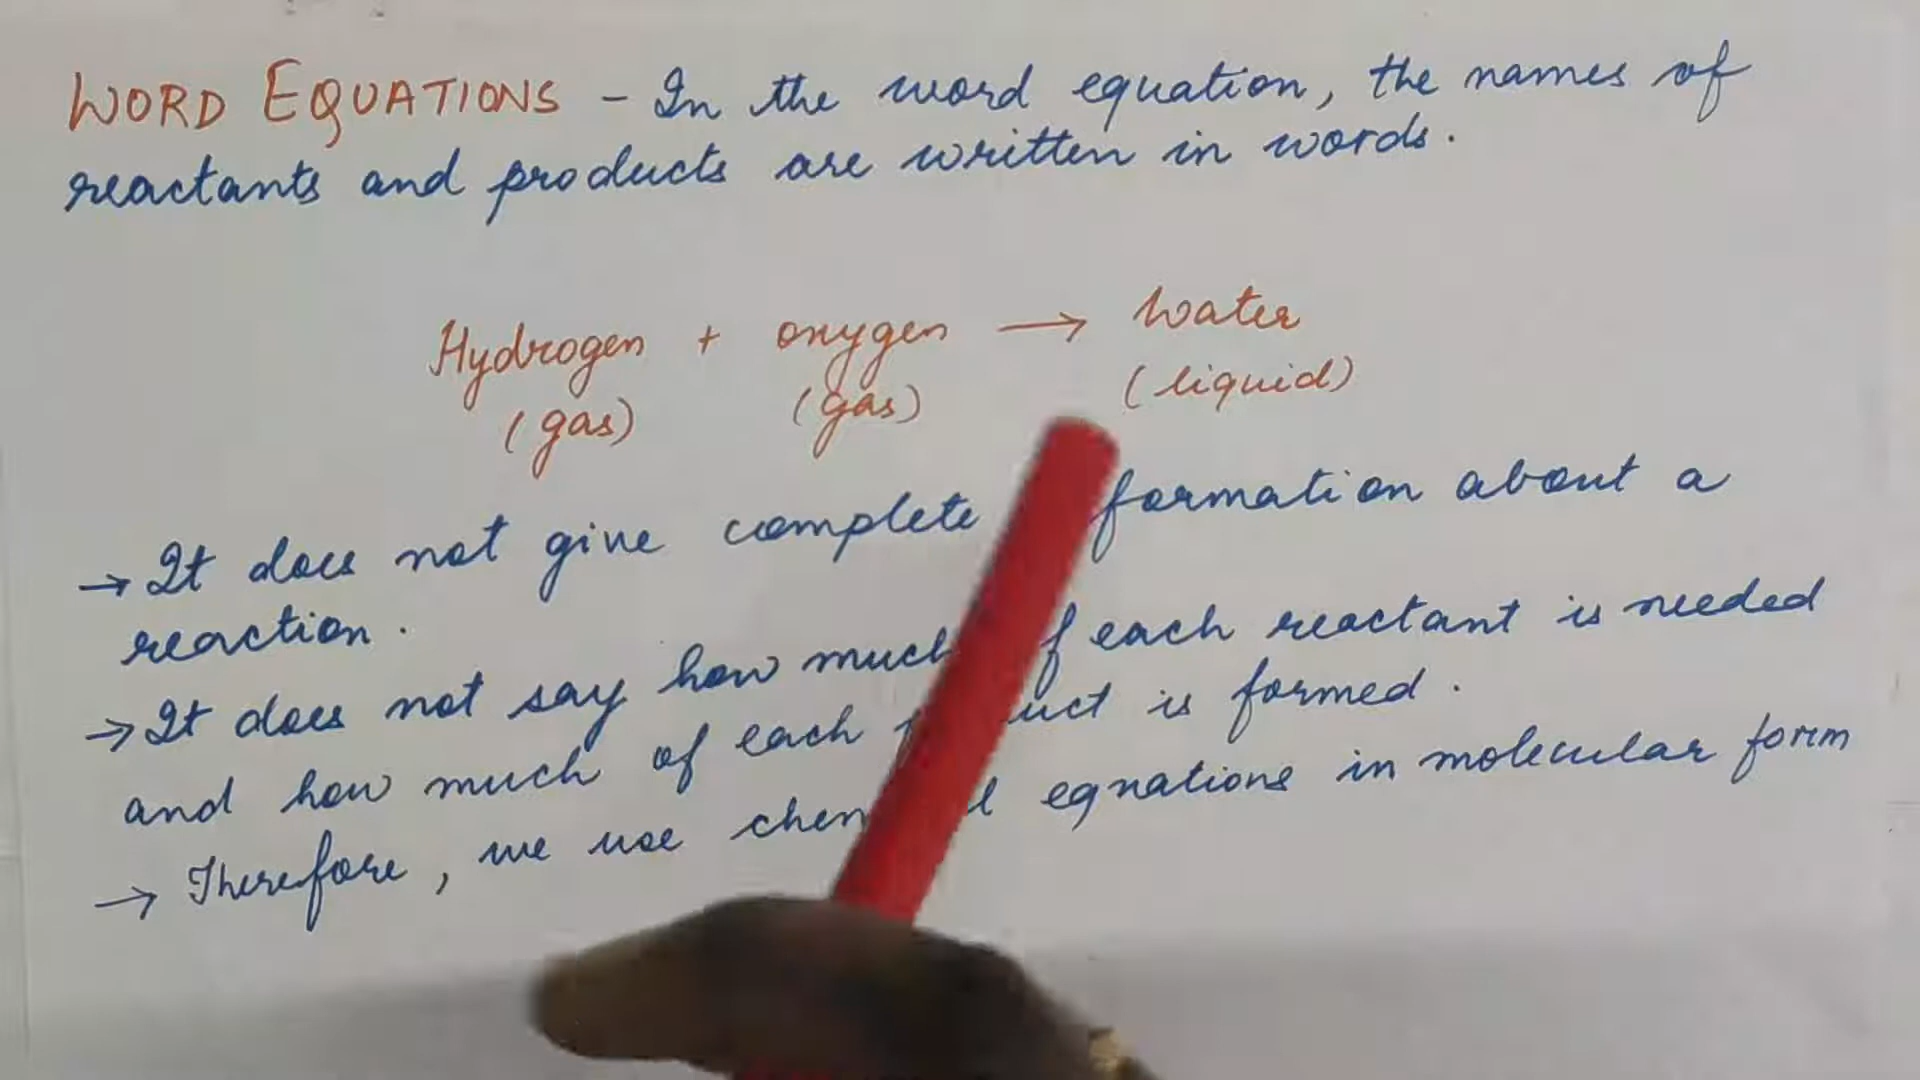 WORD EQUATIONS - In the word equation, the names of
reactants and products are written in words.
Hydrogen + oxygen → water
(gas) (gas) (liquid)
→ It does not give complete formation about a
reaction.
→ It does not say how much f each reactant is needed
and how much of each uct is formed.
→ Therefore, we use chem l equations in molecular form